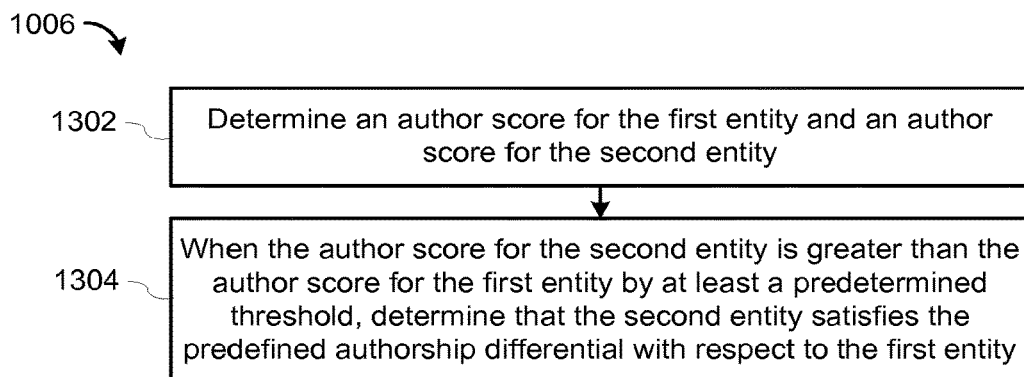 1006
1302
Determine an author score for the first entity and an author
score for the second entity
1304
When the author score for the second entity is greater than the
author score for the first entity by at least a predetermined
threshold, determine that the second entity satisfies the
predefined authorship differential with respect to the first entity